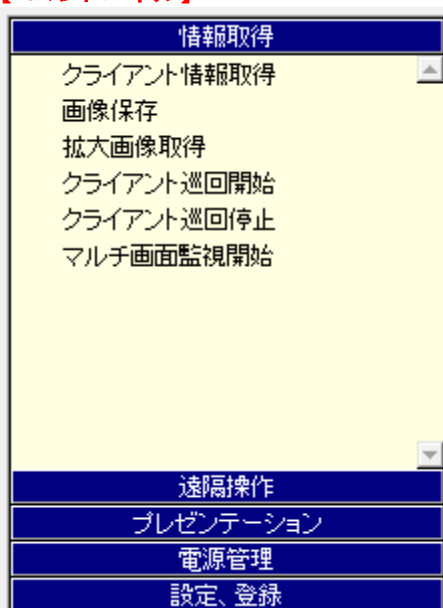 情報取得
クライアント情報取得
画像保存
拡大画像取得
クライアント巡回開始
クライアント巡回停止
マルチ画面監視開始
遠隔操作
プレゼンテーション
電源管理
設定、登録